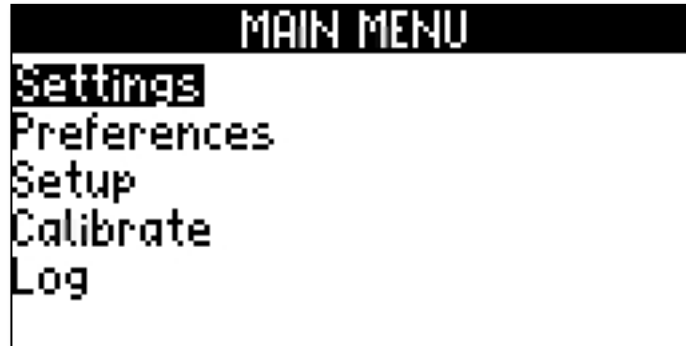 MAIN MENU
Settings
Preferences
Setup
Calibrate
Log